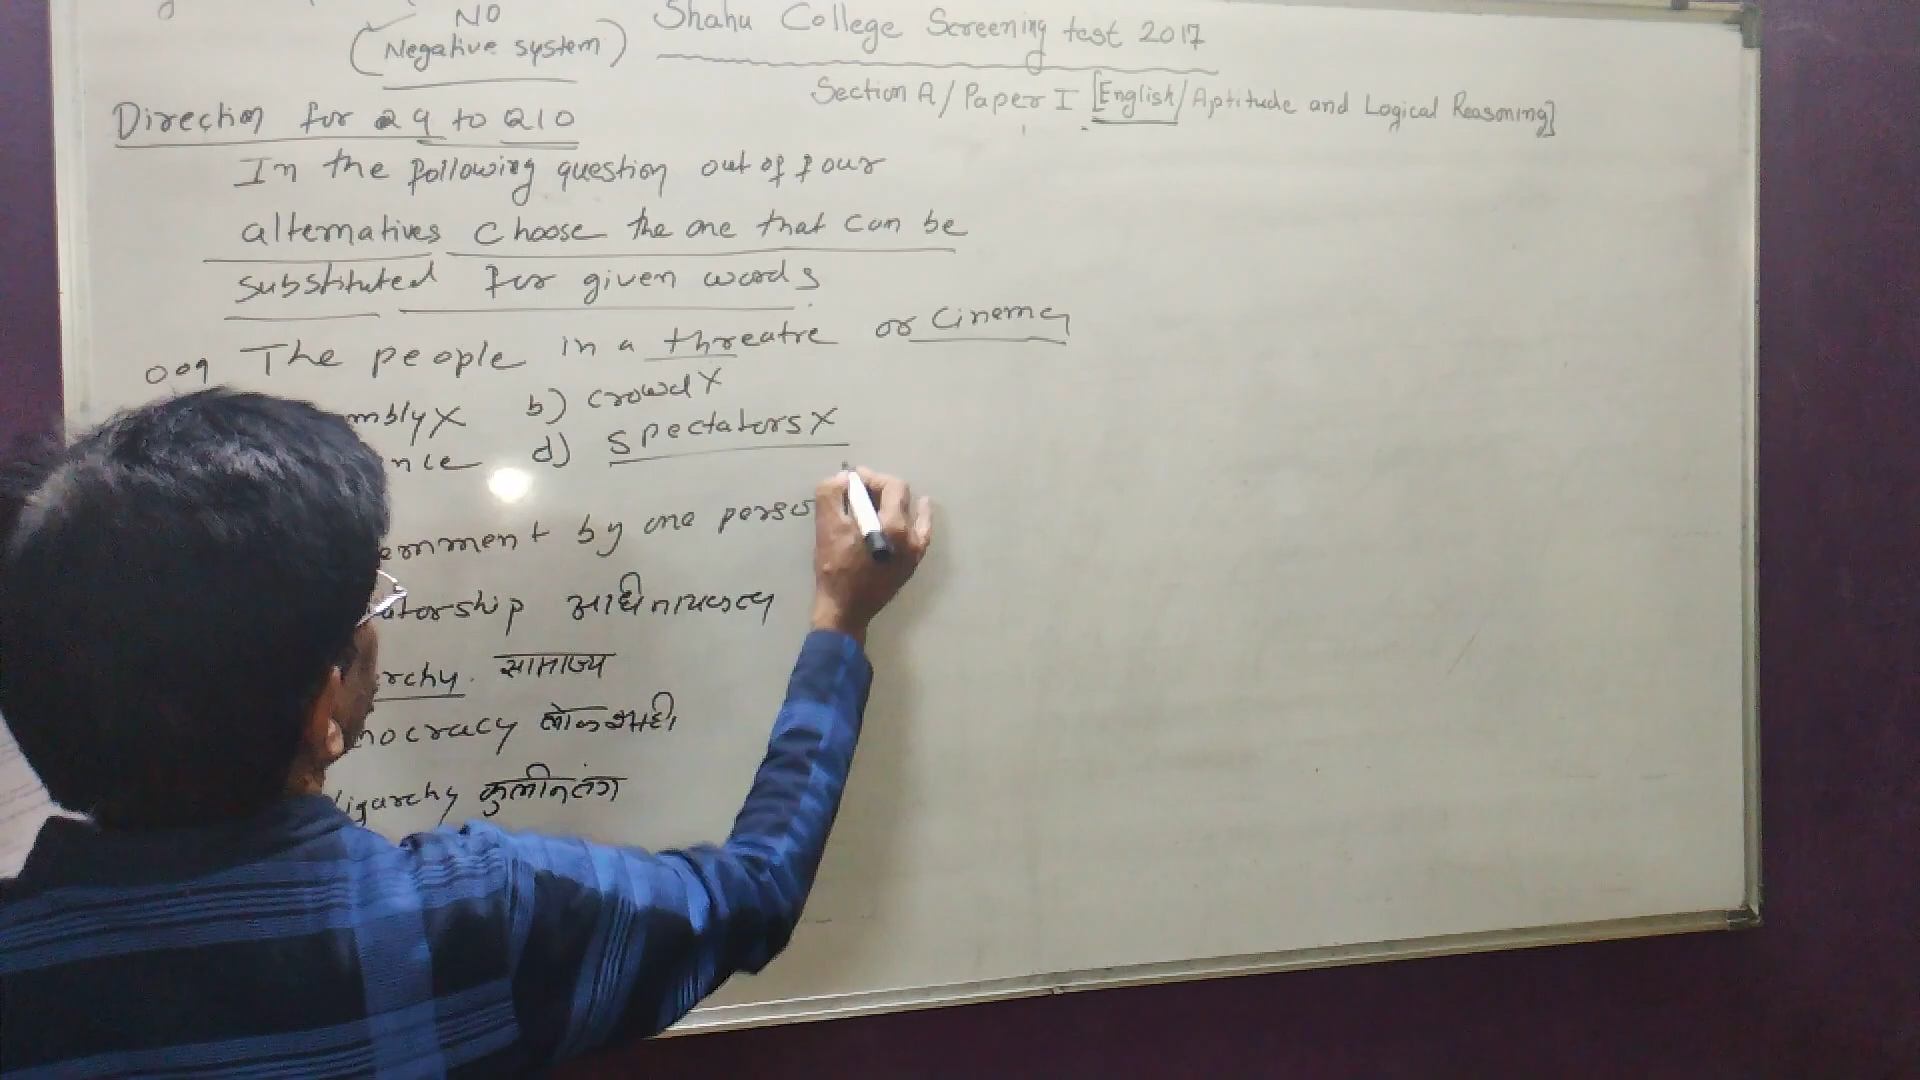 NO
(Negative system)
Shahu College Screening test 2017
Section A/Paper I [English/Aptitude and Logical Reasoning]
Direction for Q9 to Q10
In the following question out of four
alternatives choose the one that can be
substituted for given words
009 The people in a threatre or cinema
mbly X b) crowd X
nce d) Spectators X
ernment by one perso
atorship आधीनायकत्व
rchy. साम्राज्य
mocracy लोकशाही
ligarchy कुलीनतंत्र